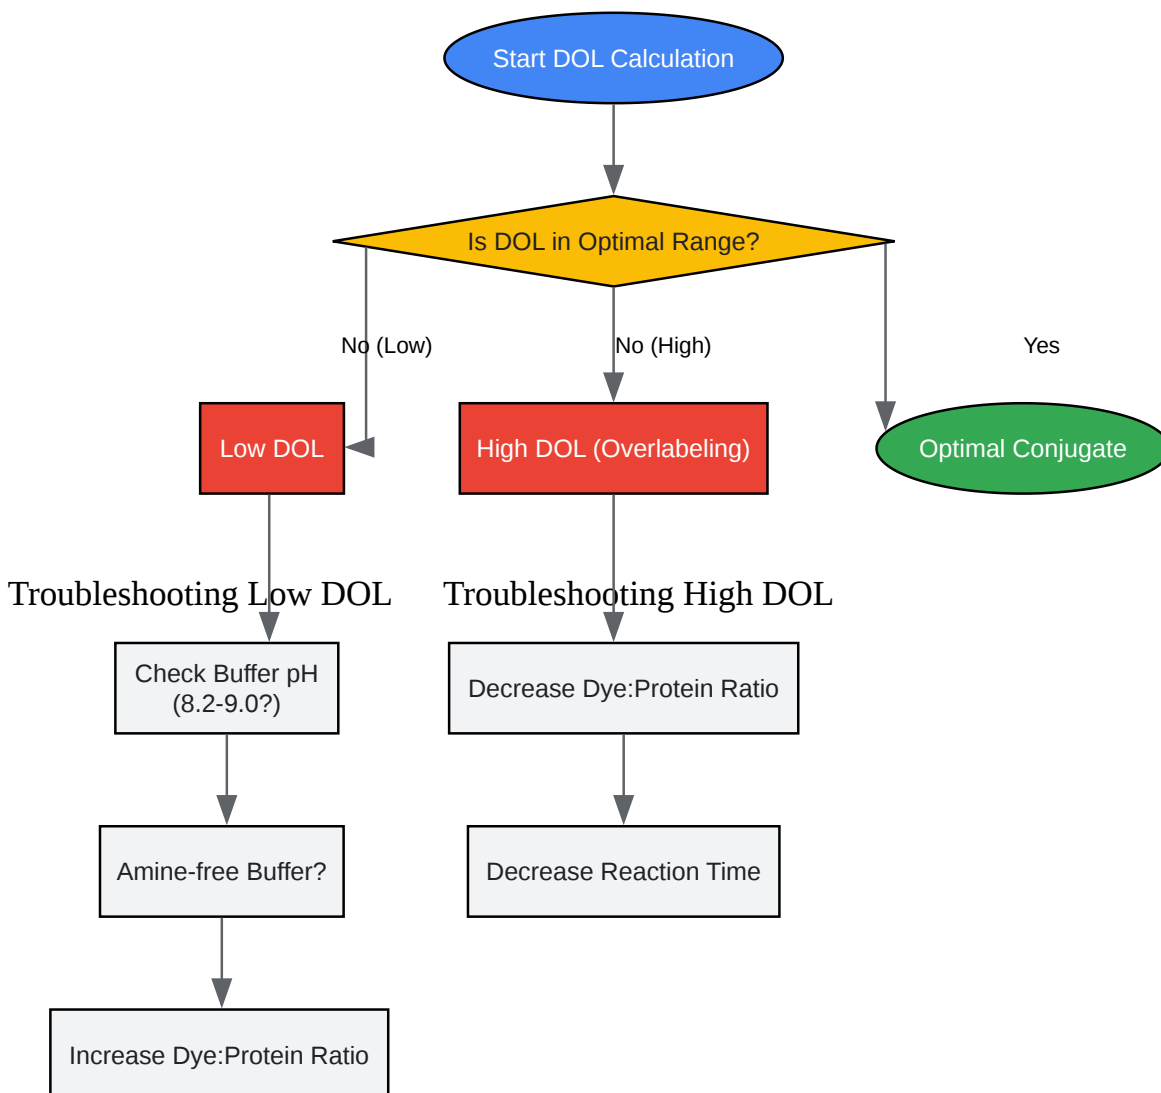 Start DOL Calculation
Is DOL in Optimal Range?
No (Low)
No (High)
Yes
Low DOL
High DOL (Overlabeling)
Optimal Conjugate
Troubleshooting Low DOL
Troubleshooting High DOL
Check Buffer pH
(8.2-9.0?)
Decrease Dye:Protein Ratio
Amine-free Buffer?
Decrease Reaction Time
Increase Dye:Protein Ratio